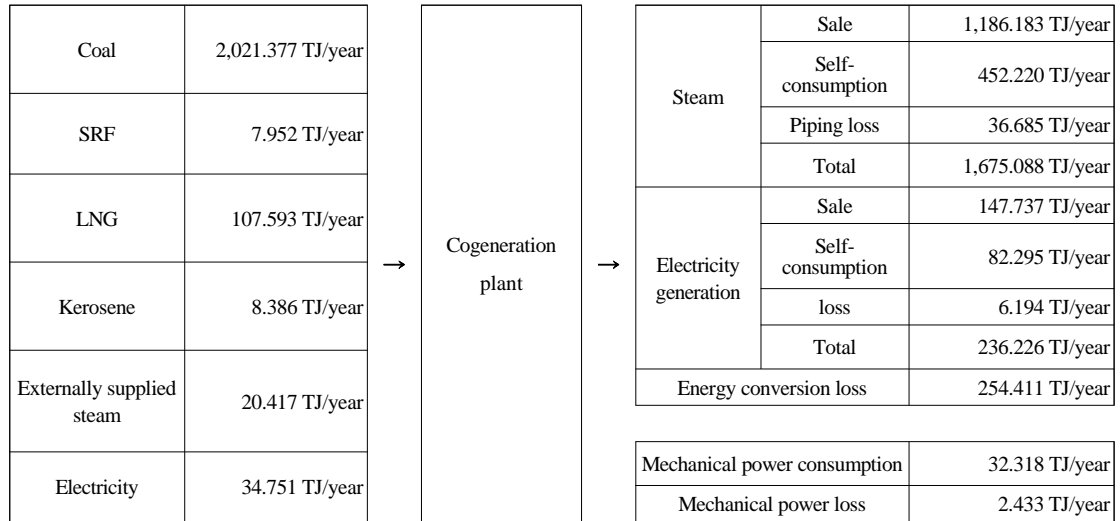 Coal 2,021.377 TJ/year
SRF 7.952 TJ/year
LNG 107.593 TJ/year
Kerosene 8.386 TJ/year
Externally supplied
steam
20.417 TJ/year
Electricity 34.751 TJ/year
→
Cogeneration
plant
→
Steam
Sale 1,186.183 TJ/year
Self-
consumption
452.220 TJ/year
Piping loss 36.685 TJ/year
Total 1,675.088 TJ/year
Electricity
generation
Sale 147.737 TJ/year
Self-
consumption
82.295 TJ/year
loss 6.194 TJ/year
Total 236.226 TJ/year
Energy conversion loss 254.411 TJ/year
Mechanical power consumption 32.318 TJ/year
Mechanical power loss 2.433 TJ/year